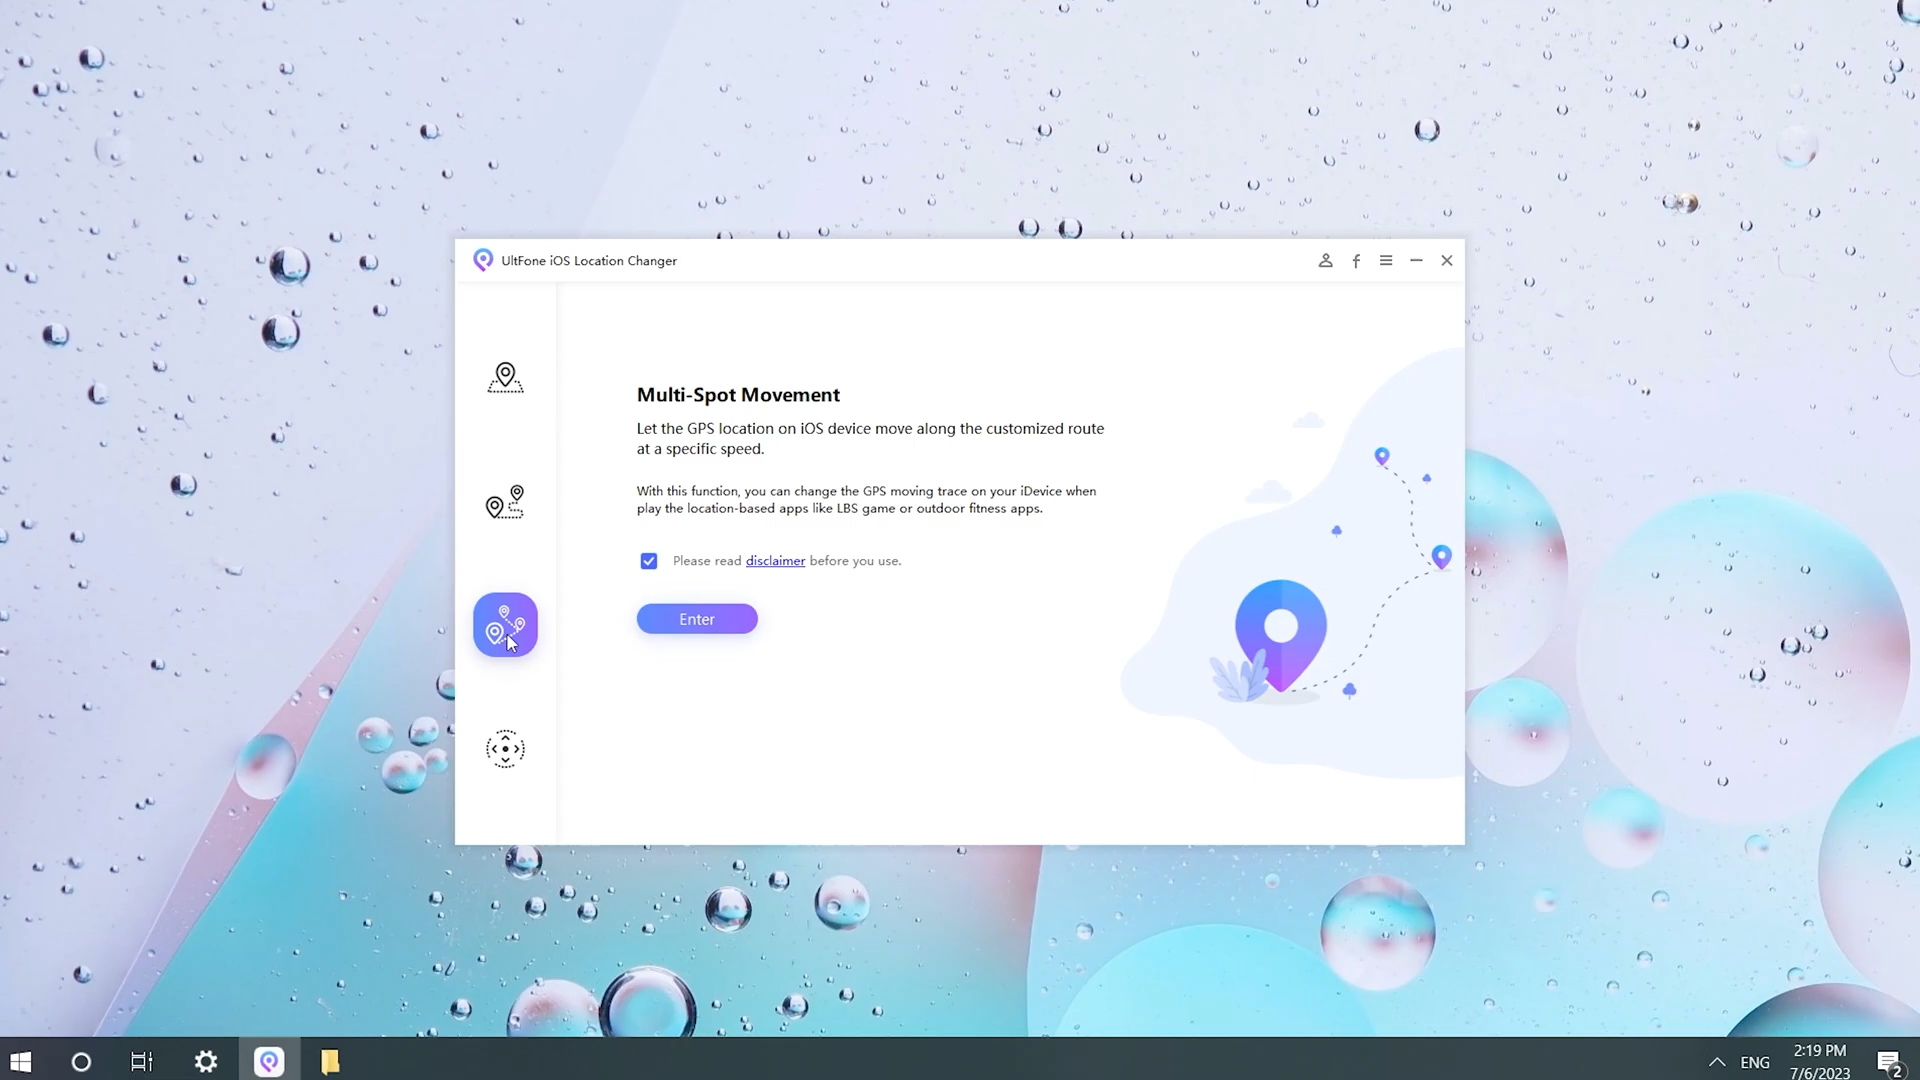 UltFone iOS Location Changer
Multi-Spot Movement
Let the GPS location on iOS device move along the customized route
at a specific speed.
With this function, you can change the GPS moving trace on your iDevice when
play the location-based apps like LBS game or outdoor fitness apps.
Please read disclaimer before you use.
Enter
ENG
2:19 PM
7/6/2023
2